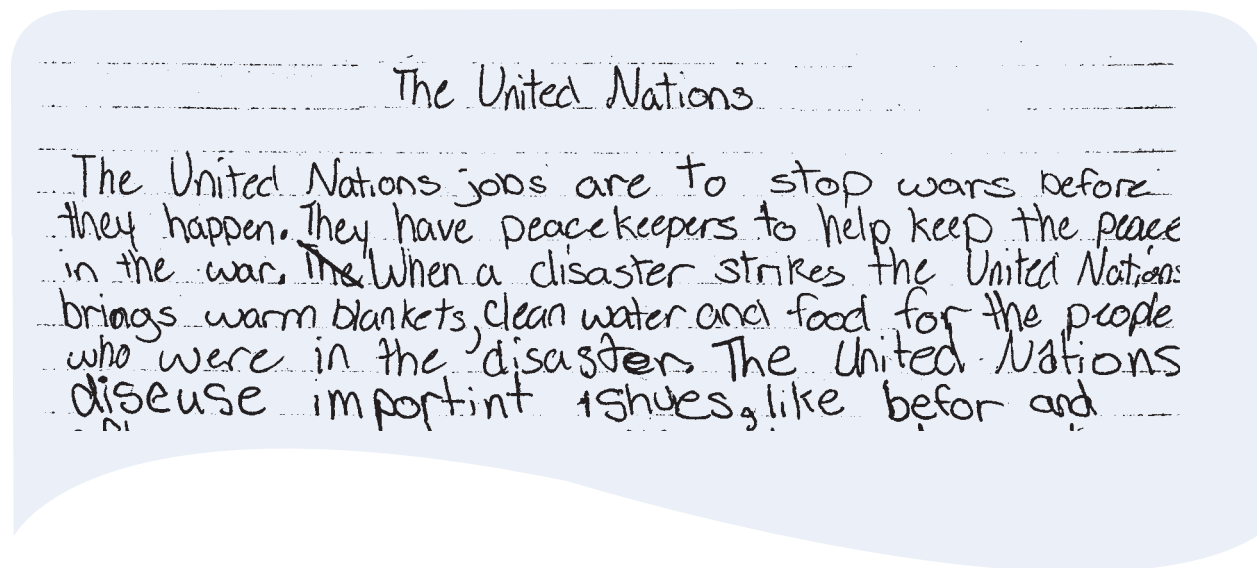 The United Nations
The United Nations jobs are to stop wars before
they happen. They have peacekeepers to help keep the peace
in the war. The When a disaster strikes the United Nations
brings warm blankets, clean water and food for the people
who were in the disaster. The United Nations
diseuse importint ishues, like befor and